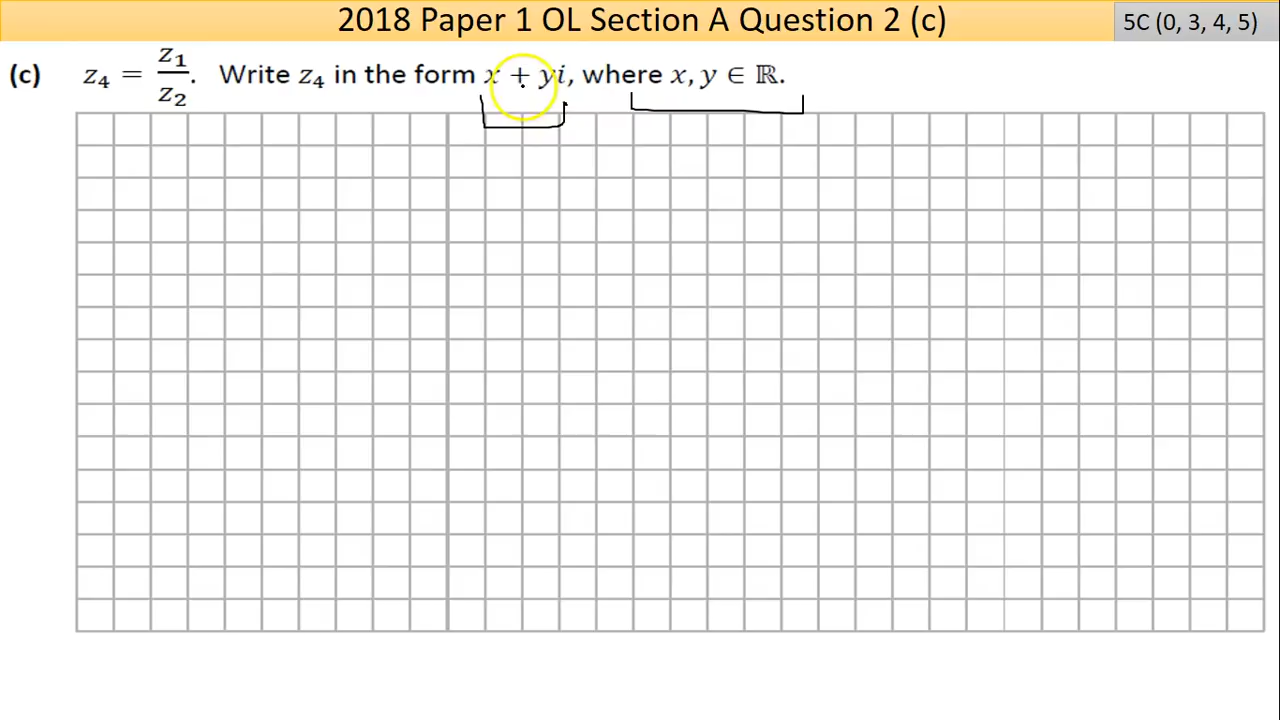 2018 Paper 1 OL Section A Question 2 (c)
5C (0, 3, 4, 5)
(c) z₄ = z₁/z₂. Write z₄ in the form x + yi, where x, y ∈ ℝ.